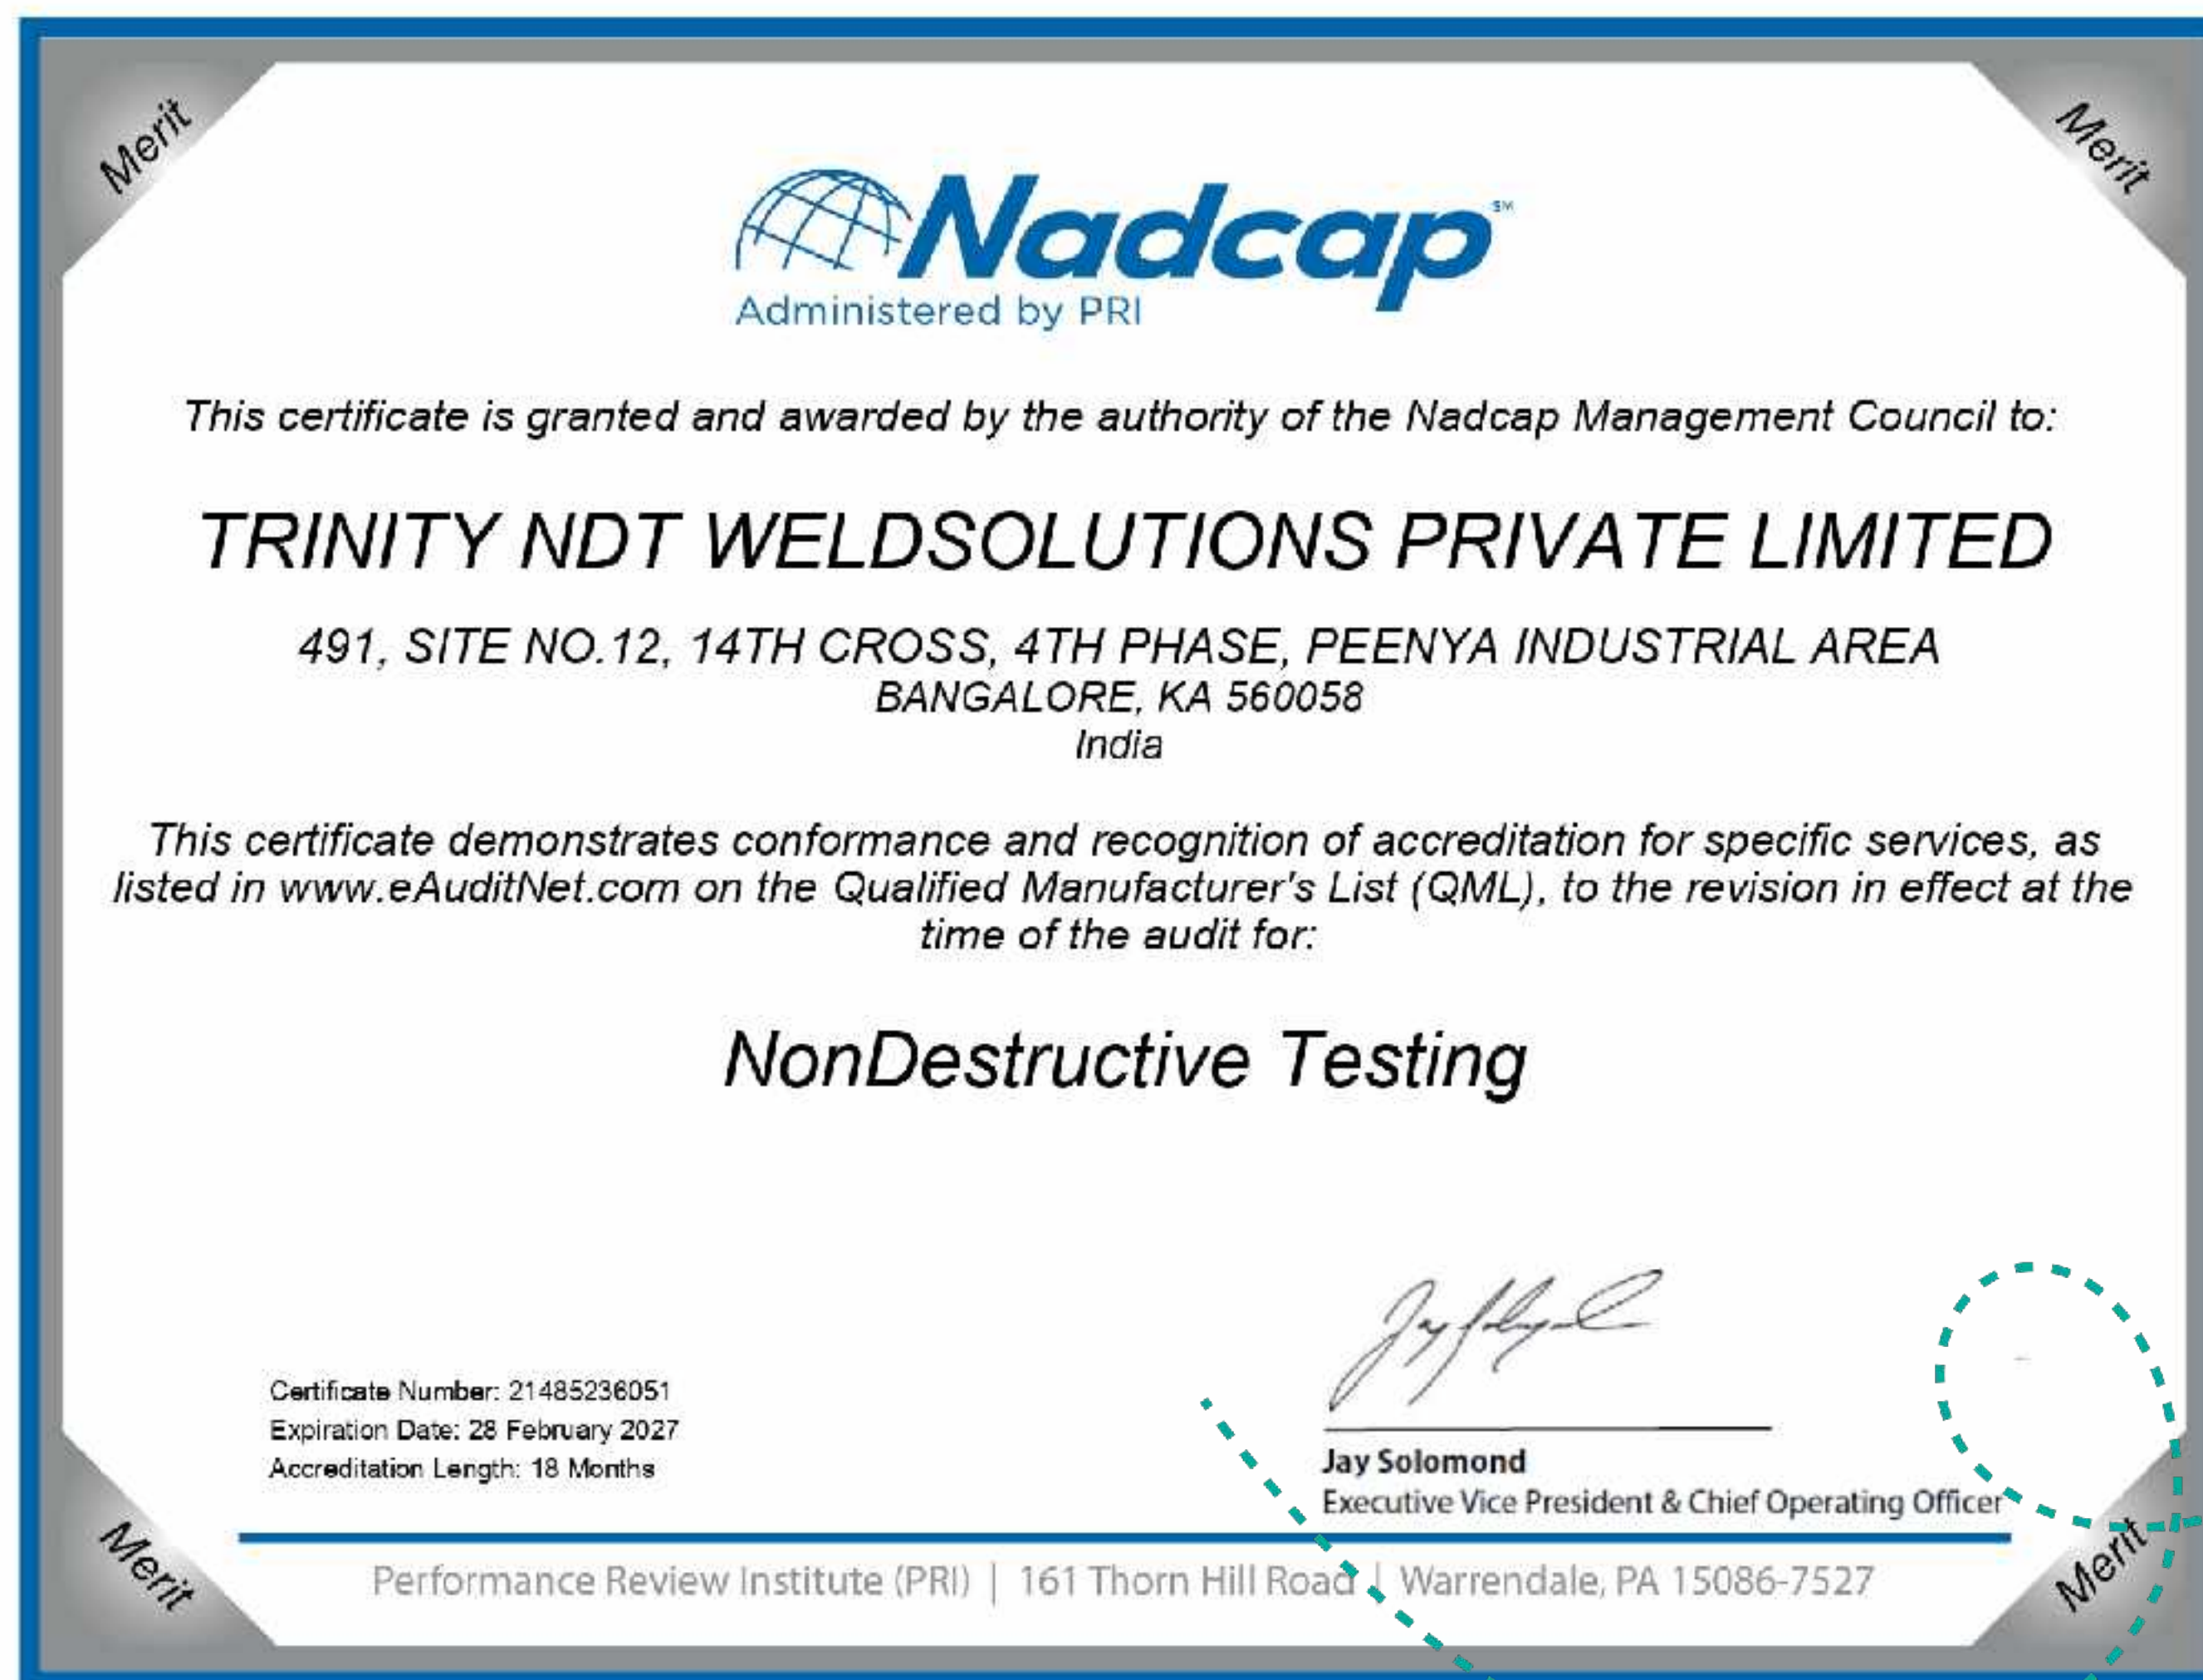 Merit
Merit
Nadcap SM
Administered by PRI
This certificate is granted and awarded by the authority of the Nadcap Management Council to:
TRINITY NDT WELDSOLUTIONS PRIVATE LIMITED
491, SITE NO.12, 14TH CROSS, 4TH PHASE, PEENYA INDUSTRIAL AREA
BANGALORE, KA 560058
India
This certificate demonstrates conformance and recognition of accreditation for specific services, as
listed in www.eAuditNet.com on the Qualified Manufacturer's List (QML), to the revision in effect at the
time of the audit for:
NonDestructive Testing
Certificate Number: 21485236051
Expiration Date: 28 February 2027
Accreditation Length: 18 Months
Jay Solomond
Executive Vice President & Chief Operating Officer
Merit
Merit
Performance Review Institute (PRI) | 161 Thorn Hill Road | Warrendale, PA 15086-7527